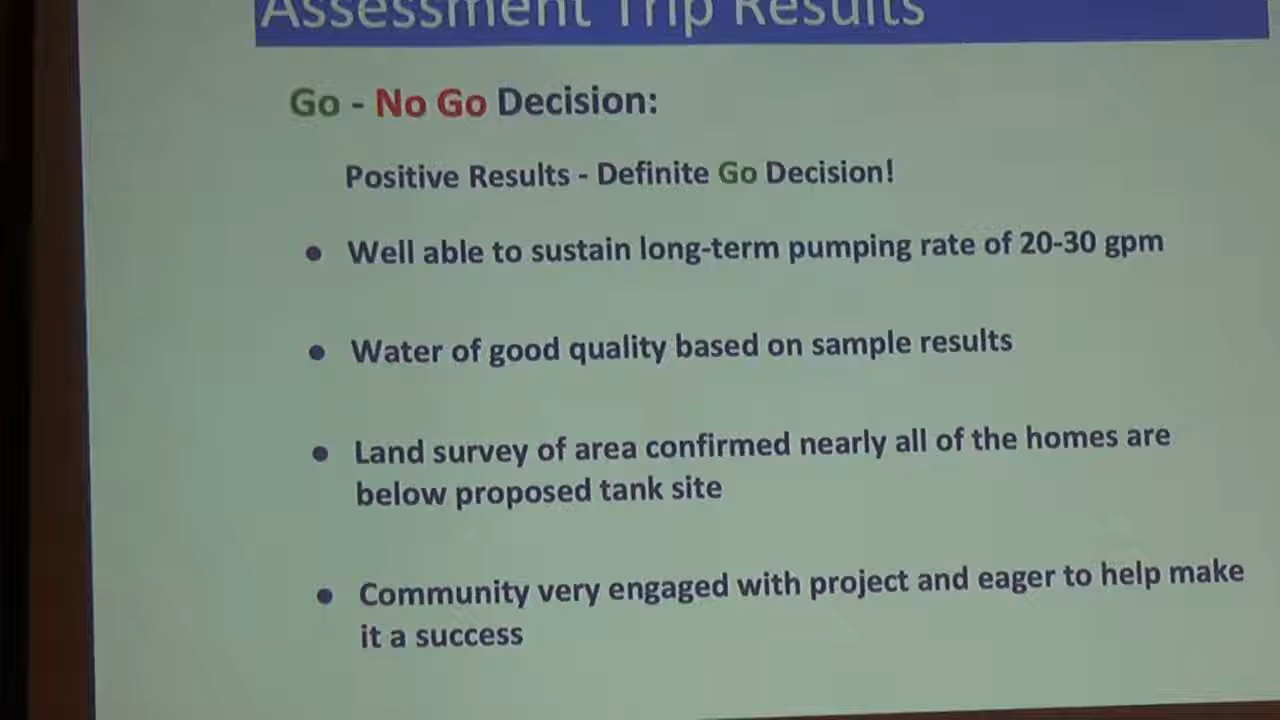 Assessment Trip Results
Go - No Go Decision:
Positive Results - Definite Go Decision!
• Well able to sustain long-term pumping rate of 20-30 gpm
• Water of good quality based on sample results
• Land survey of area confirmed nearly all of the homes are
below proposed tank site
• Community very engaged with project and eager to help make
it a success